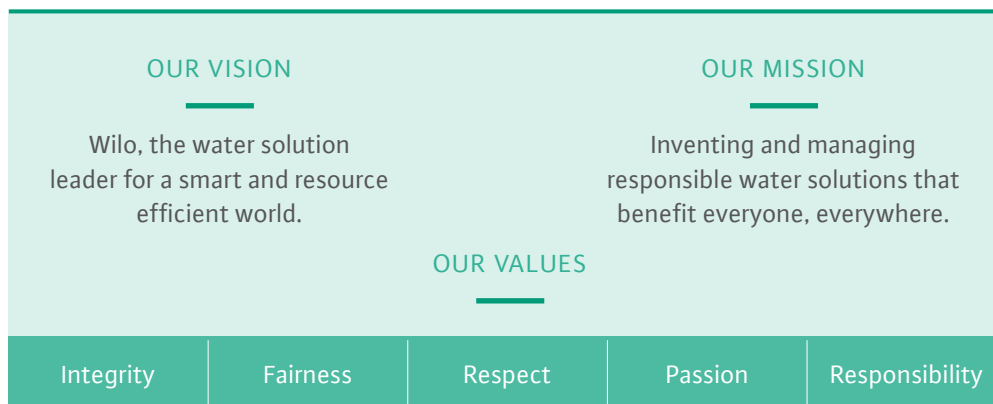 OUR VISION
Wilo, the water solution
leader for a smart and resource
efficient world.
OUR MISSION
Inventing and managing
responsible water solutions that
benefit everyone, everywhere.
OUR VALUES
Integrity
Fairness
Respect
Passion
Responsibility